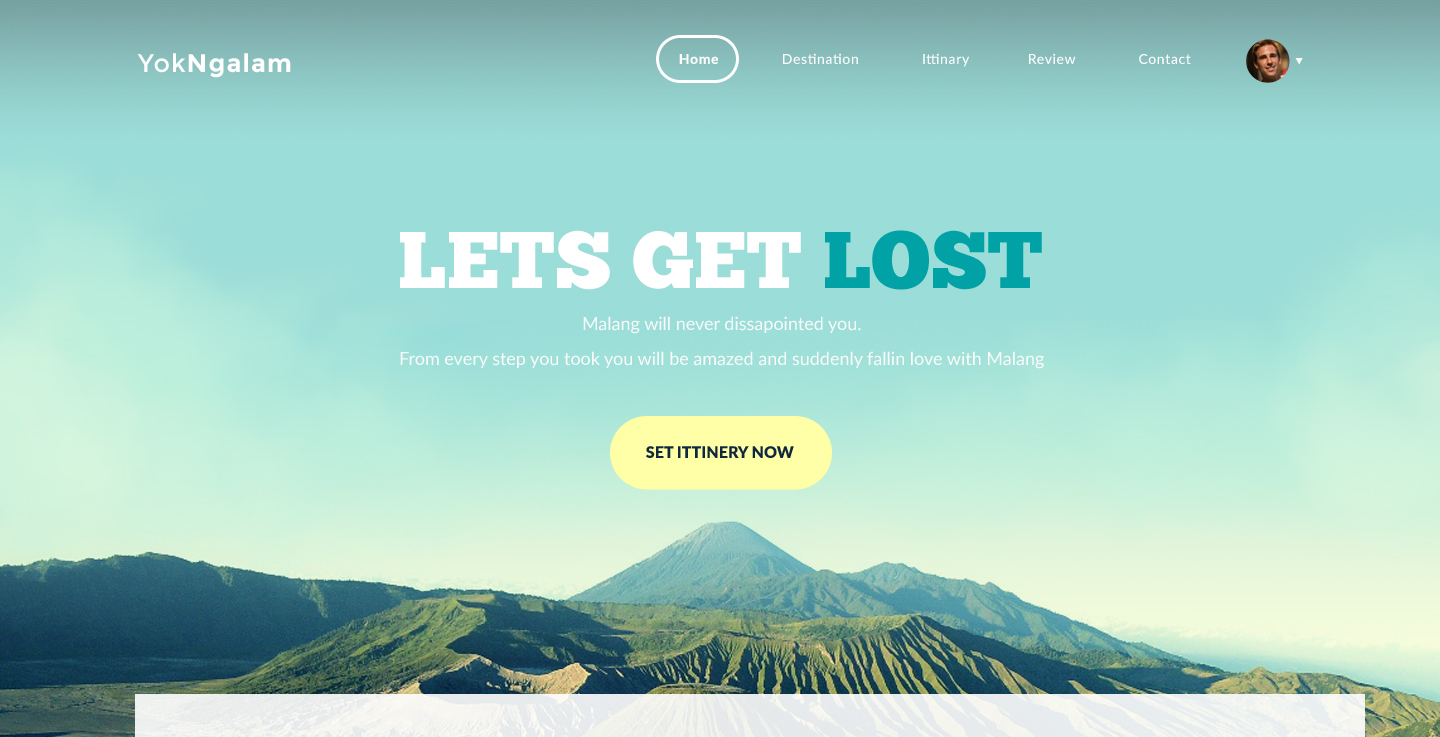 YokNgalam
Home Destination Ittinary Review Contact
LETS GET LOST
Malang will never dissapointed you.
From every step you took you will be amazed and suddenly fallin love with Malang
SET ITTINERY NOW